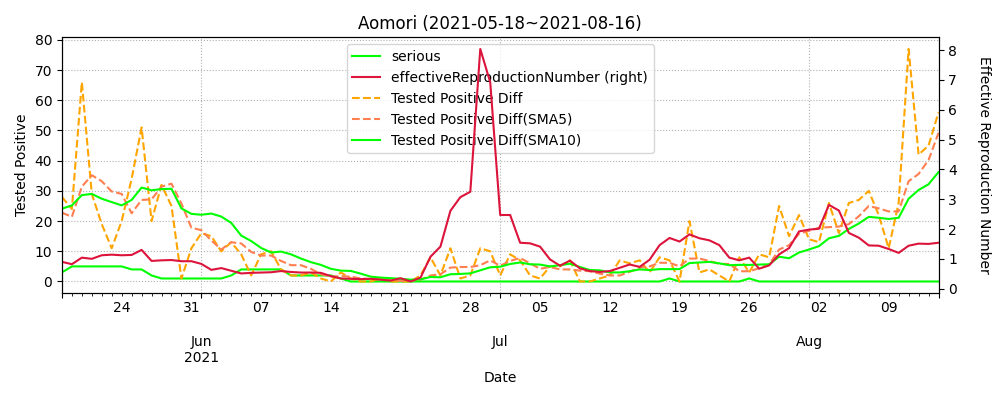 Aomori (2021-05-18~2021-08-16)
80
70
60
50
40
30
20
10
0
Tested Positive
serious
effectiveReproductionNumber (right)
Tested Positive Diff
Tested Positive Diff(SMA5)
Tested Positive Diff(SMA10)
8
7
6
5
4
3
2
1
0
Effective Reproduction Number
24 31 07 14 21 28 05 12 19 26 02 09
Jun Jul Aug
2021
Date